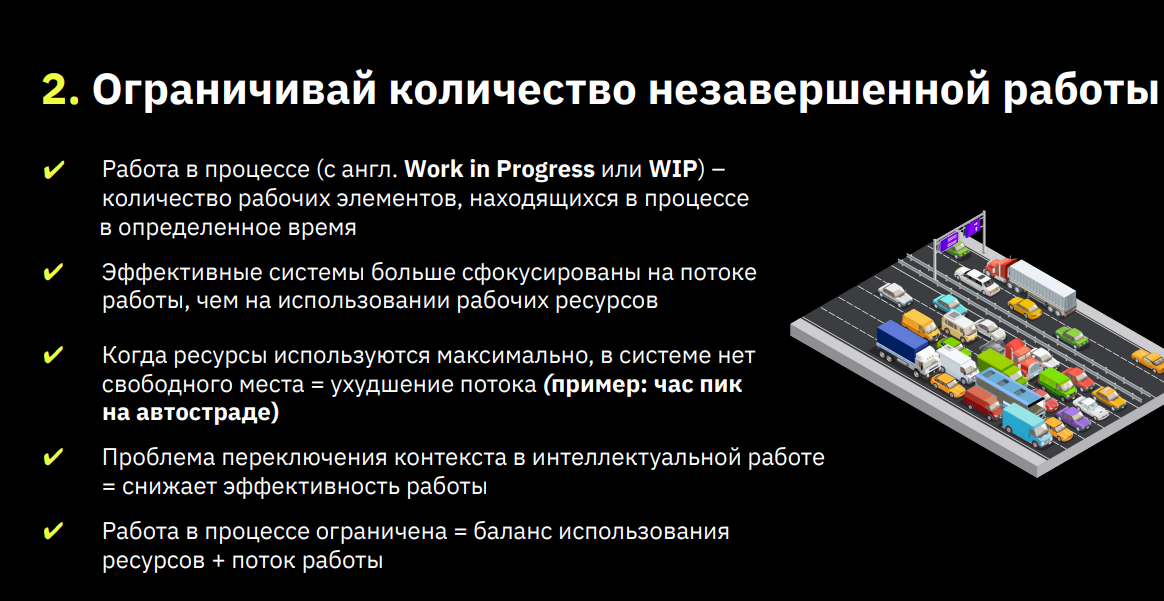 2. Ограничивай количество незавершенной работы
✔ Работа в процессе (с англ. Work in Progress или WIP) –
количество рабочих элементов, находящихся в процессе
в определенное время
✔ Эффективные системы больше сфокусированы на потоке
работы, чем на использовании рабочих ресурсов
✔ Когда ресурсы используются максимально, в системе нет
свободного места = ухудшение потока (пример: час пик
на автостраде)
✔ Проблема переключения контекста в интеллектуальной работе
= снижает эффективность работы
✔ Работа в процессе ограничена = баланс использования
ресурсов + поток работы